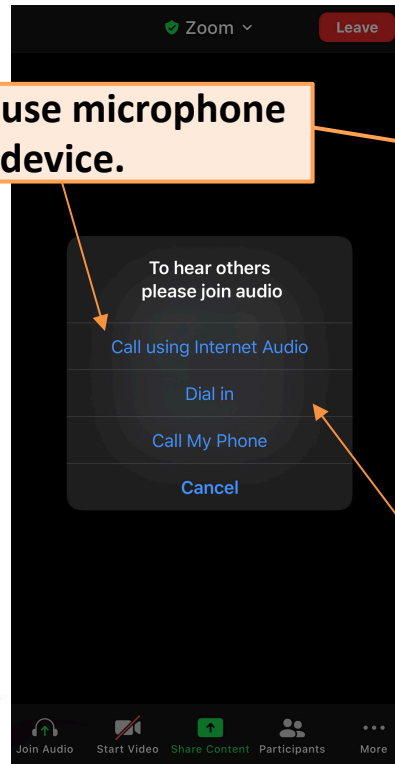 Zoom
Leave
use microphone
device.
To hear others
please join audio
Call using Internet Audio
Dial in
Call My Phone
Cancel
Join Audio
Start Video
Share Content
Participants
More